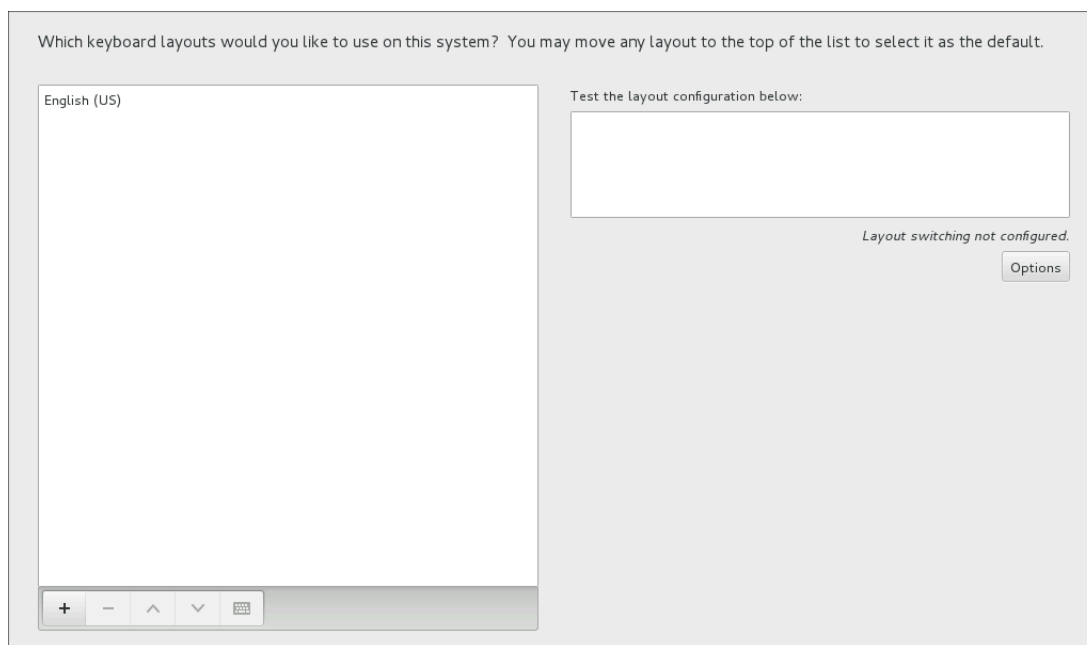 Which keyboard layouts would you like to use on this system?  You may move any layout to the top of the list to select it as the default.
English (US)
Test the layout configuration below:
Layout switching not configured.
Options